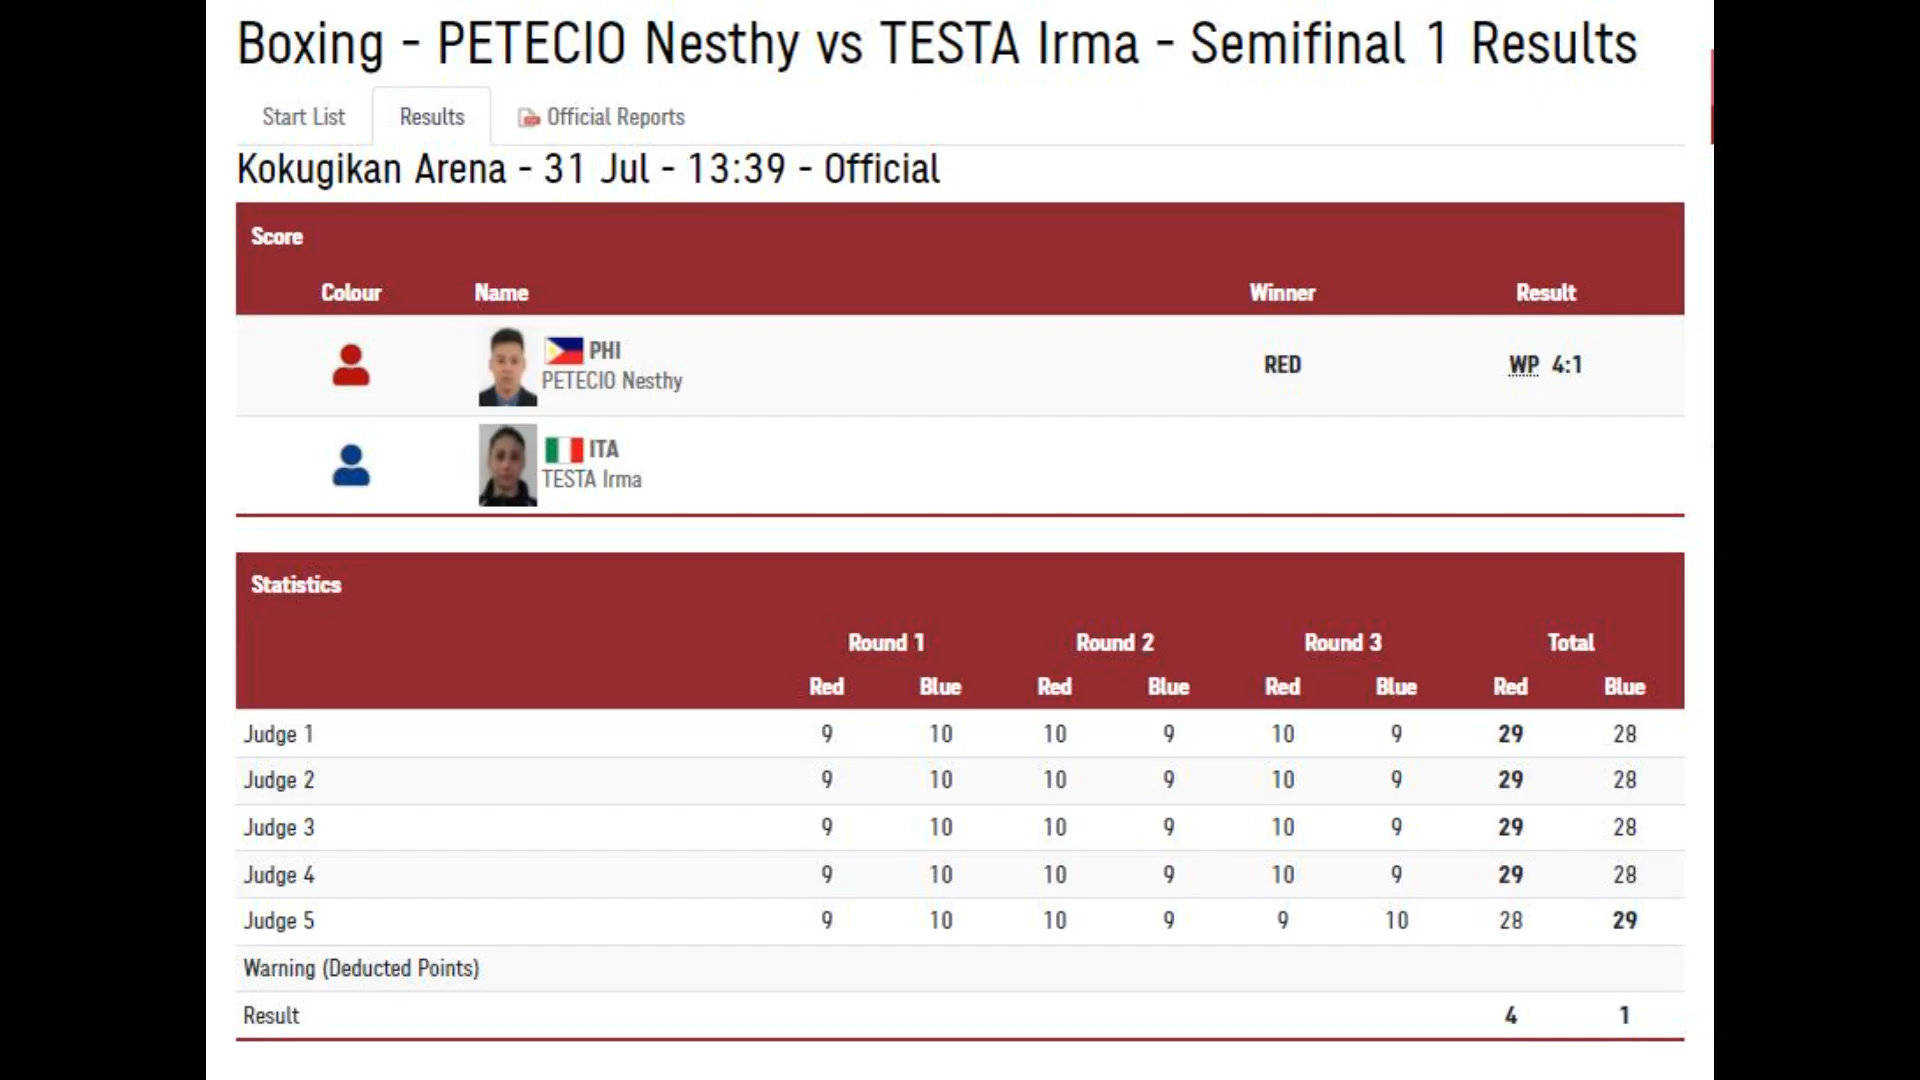 Boxing - PETECIO Nesthy vs TESTA Irma - Semifinal 1 Results
Start List Results Official Reports
Kokugikan Arena - 31 Jul - 13:39 - Official
Score
Colour Name Winner Result
PHI
PETECIO Nesthy RED WP 4:1
ITA
TESTA Irma
Statistics
Round 1 Round 2 Round 3 Total
Red Blue Red Blue Red Blue Red Blue
Judge 1 9 10 10 9 10 9 29 28
Judge 2 9 10 10 9 10 9 29 28
Judge 3 9 10 10 9 10 9 29 28
Judge 4 9 10 10 9 10 9 29 28
Judge 5 9 10 10 9 9 10 28 29
Warning (Deducted Points)
Result 4 1